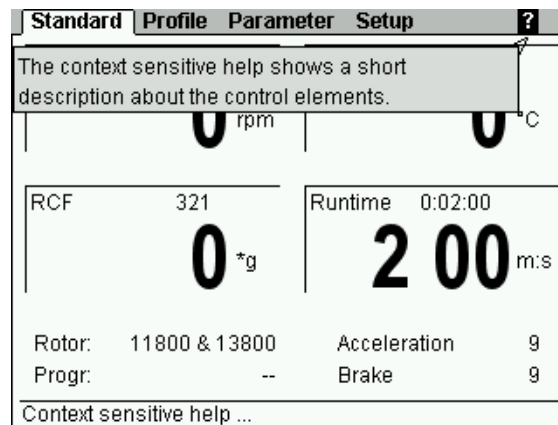 Standard Profile Parameter Setup ?
The context sensitive help shows a short
description about the control elements.
0 rpm 0 °C
RCF 321 Runtime 0:02:00
0 *g 2 00 m:s
Rotor: 11800 & 13800 Acceleration 9
Progr: -- Brake 9
Context sensitive help ...